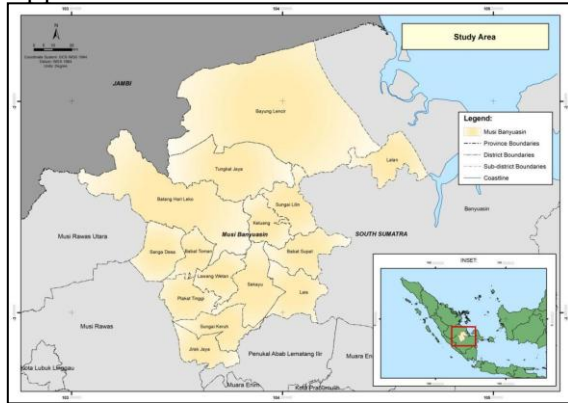 Study Area
N
JAMBI
Bayung Lencir
Legend:
Musi Banyuasin
Province Boundaries
District Boundaries
Sub-district Boundaries
Coastline
Tungkal Jaya
Lalan
Batang Hari Leko
Sungai Lilin
Banyuasin
Keluang
Musi Rawas Utara
Musi Banyuasin
SOUTH SUMATRA
Sanga Desa
Babat Toman
Babat Supat
Lawang Wetan
INSET:
Plakat Tinggi
Sekayu
Lais
Musi Rawas
Sungai Keruh
Jirak Jaya
Penukal Abab Lematang Ilir
Muara Enim